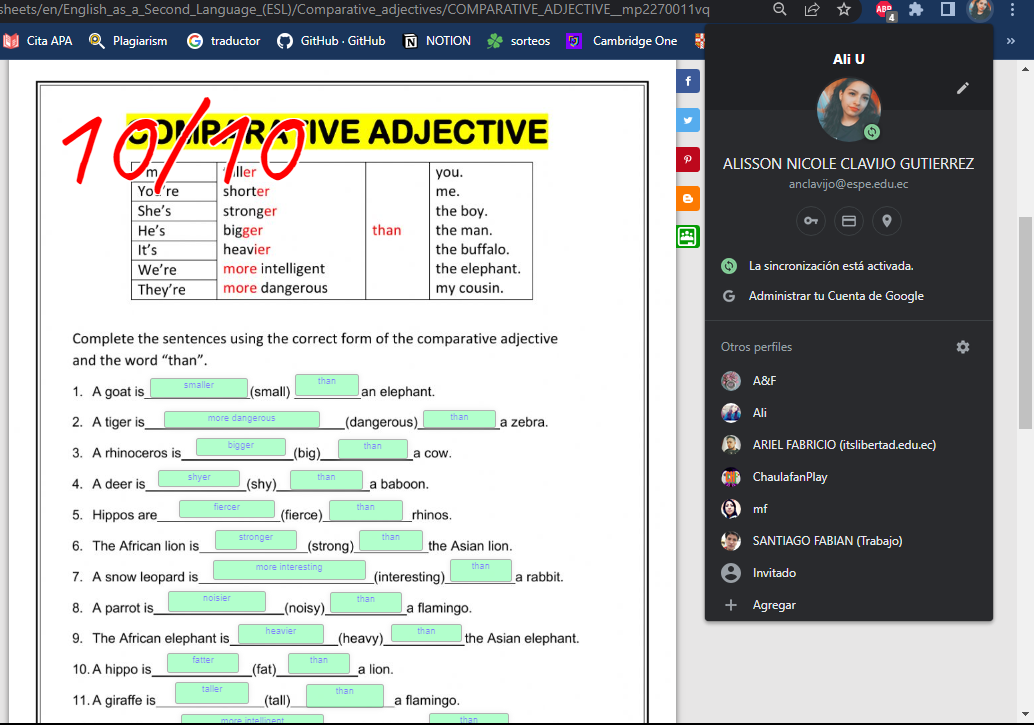 sheets/en/English_as_a_Second_Language_(ESL)/Comparative_adjectives/COMPARATIVE_ADJECTIVE__mp2270011vq
ABP 4
Cita APA Plagiarism traductor GitHub · GitHub NOTION sorteos Cambridge One »
10/10
COMPARATIVE ADJECTIVE
I'm taller than you.
You're shorter me.
She's stronger the boy.
He's bigger the man.
It's heavier the buffalo.
We're more intelligent the elephant.
They're more dangerous my cousin.
Complete the sentences using the correct form of the comparative adjective
and the word “than”.
1. A goat is smaller (small) than an elephant.
2. A tiger is more dangerous (dangerous) than a zebra.
3. A rhinoceros is bigger (big) than a cow.
4. A deer is shyer (shy) than a baboon.
5. Hippos are fiercer (fierce) than rhinos.
6. The African lion is stronger (strong) than the Asian lion.
7. A snow leopard is more interesting (interesting) than a rabbit.
8. A parrot is noisier (noisy) than a flamingo.
9. The African elephant is heavier (heavy) than the Asian elephant.
10. A hippo is fatter (fat) than a lion.
11. A giraffe is taller (tall) than a flamingo.
more intelligent than
Ali U
ALISSON NICOLE CLAVIJO GUTIERREZ
anclavijo@espe.edu.ec
La sincronización está activada.
G Administrar tu Cuenta de Google
Otros perfiles
A&F
Ali
ARIEL FABRICIO (itslibertad.edu.ec)
ChaulafanPlay
mf
SANTIAGO FABIAN (Trabajo)
Invitado
Agregar